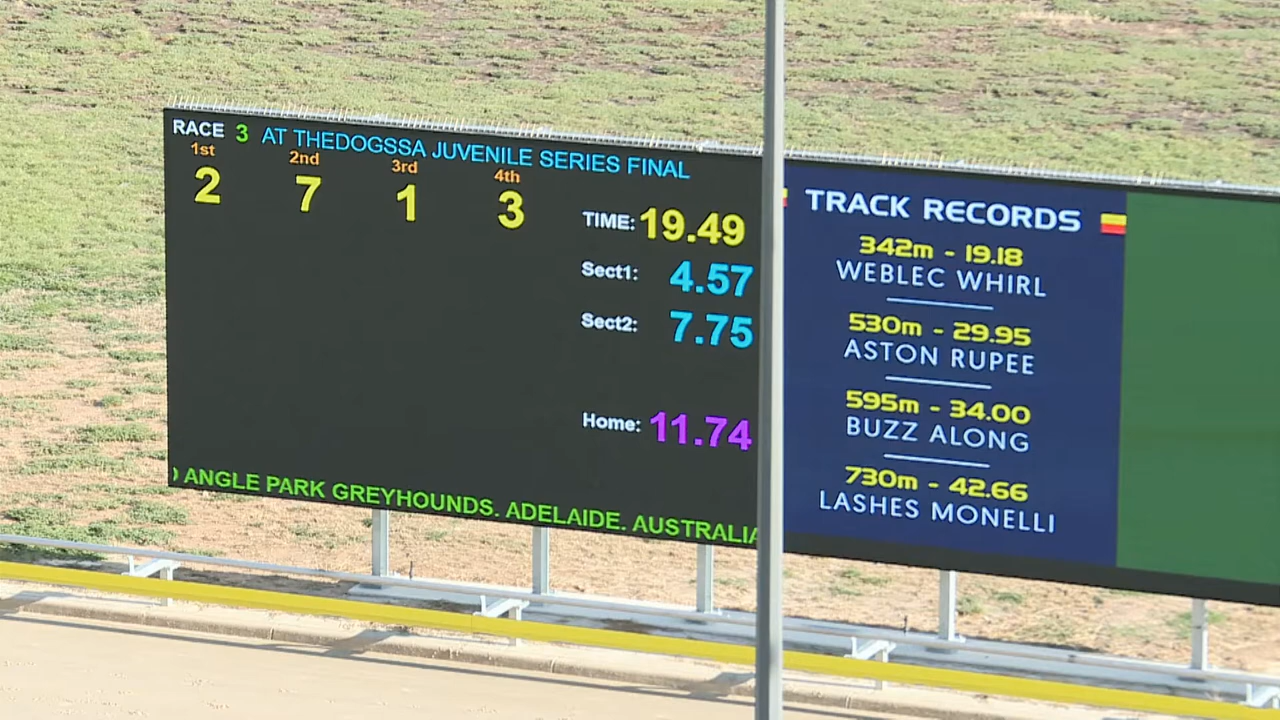 RACE 3 AT THEDOGSSA JUVENILE SERIES FINAL
1st 2nd 3rd 4th
2 7 1 3
TIME: 19.49
Sect1: 4.57
Sect2: 7.75
Home: 11.74
) ANGLE PARK GREYHOUNDS. ADELAIDE. AUSTRALIA
TRACK RECORDS
342m - 19.18
WEBLEC WHIRL
530m - 29.95
ASTON RUPEE
595m - 34.00
BUZZ ALONG
730m - 42.66
LASHES MONELLI